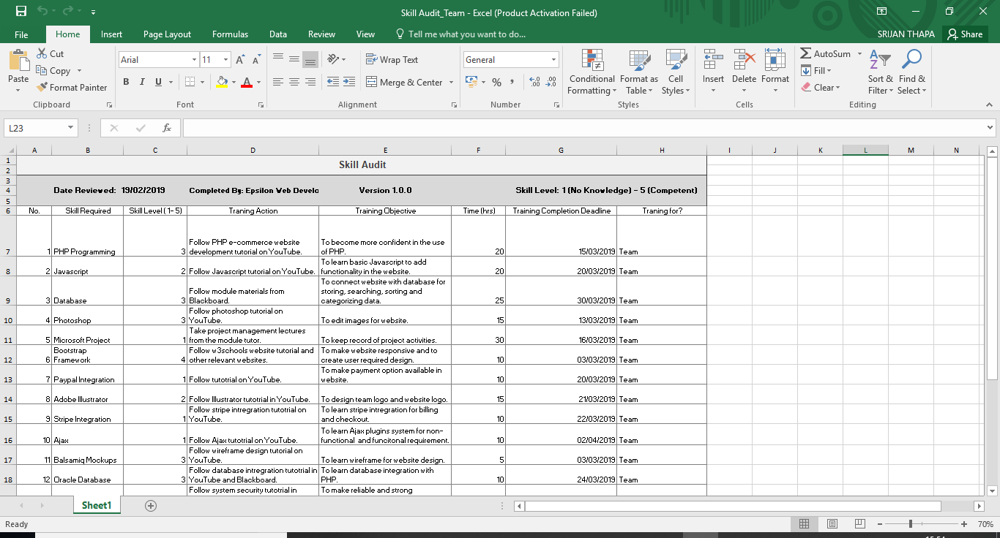 Skill Audit_Team - Excel (Product Activation Failed)
File Home Insert Page Layout Formulas Data Review View Tell me what you want to do... SRIJAN THAPA Share
Paste Cut Copy Format Painter Clipboard
Arial 11 B I U Font
Wrap Text Merge & Center Alignment
General % Number
Conditional Formatting Format as Table Cell Styles Styles
Insert Delete Format Cells
AutoSum Fill Clear Sort & Filter Find & Select Editing
L23 fx
A B C D E F G H I J K L M N
1 Skill Audit
2
3
4 Date Reviewed: 19/02/2019 Completed By: Epsilon Web Develo Version 1.0.0 Skill Level: 1 (No Knowledge) - 5 (Competent)
5
6 No. Skill Required Skill Level ( 1- 5) Traning Action Training Objective Time (hrs) Training Completion Deadline Traning for?
7 1 PHP Programming 3 Follow PHP e-commerce website development tutorial on YouTube. To become more confident in the use of PHP. 20 15/03/2019 Team
8 2 Javascript 2 Follow Javascript tutorial on YouTube. To learn basic Javascript to add functionality in the website. 20 20/03/2019 Team
9 3 Database 3 Follow module materials from Blackboard. To connect website with database for storing, searching, sorting and categorizing data. 25 30/03/2019 Team
10 4 Photoshop 3 Follow photoshop tutorial on YouTube. To edit images for website. 15 13/03/2019 Team
11 5 Microsoft Project 1 Take project management lectures from the module tutor. To keep record of project activities. 30 16/03/2019 Team
12 6 Bootstrap Framework 4 Follow w3schools website tutorial and other relevant websites. To make website responsive and to create user required design. 10 03/03/2019 Team
13 7 Paypal Integration 1 Follow tutotrial on YouTube. To make payment option available in website. 10 20/03/2019 Team
14 8 Adobe Illustrator 2 Follow Illustrator tutotrial in YouTube. To design team logo and website logo. 15 21/03/2019 Team
15 9 Stripe Integration 1 Follow stripe intregration tutotrial on YouTube. To learn stripe intregration for billing and checkout. 10 22/03/2019 Team
16 10 Ajax 1 Follow Ajax tutotrial on YouTube. To learn Ajax plugins system for non-functional and funcitonal requirement. 10 02/04/2019 Team
17 11 Balsamiq Mockups 3 Follow wireframe design tutorial on YouTube. To learn wireframe for website design. 5 03/03/2019 Team
18 12 Oracle Database 3 Follow database intregration tutotrial in YouTube and Blackboard. To learn database integration with PHP. 10 24/03/2019 Team
Follow system security tutotrial in To make reliable and strong
Sheet1
Ready 70%